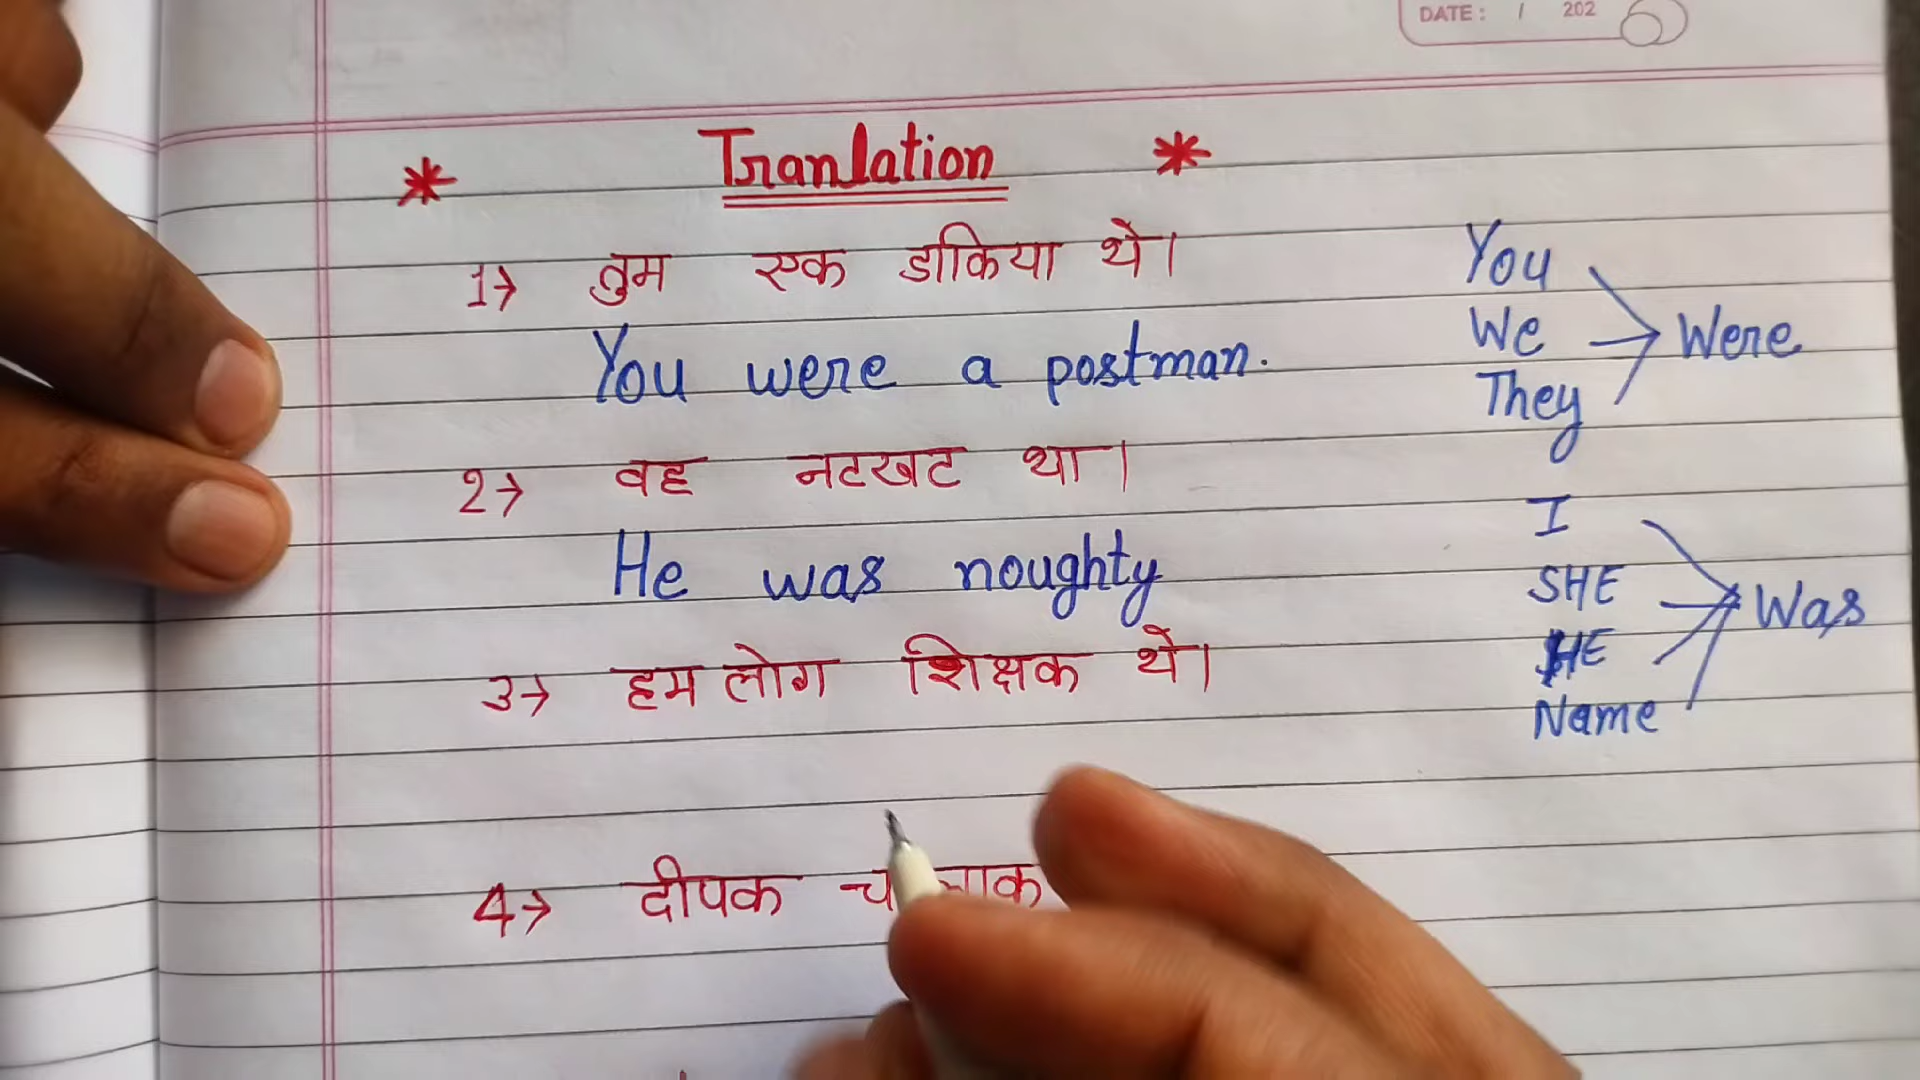 DATE : / 202
* Tranlation *
1→ तुम एक डाकिया थे।
You were a postman.
2→ वह नटखट था।
He was noughty
3→ हम लोग शिक्षक थे।
4→ दीपक
You
We
They
Were
I
SHE
HE
Name
Was